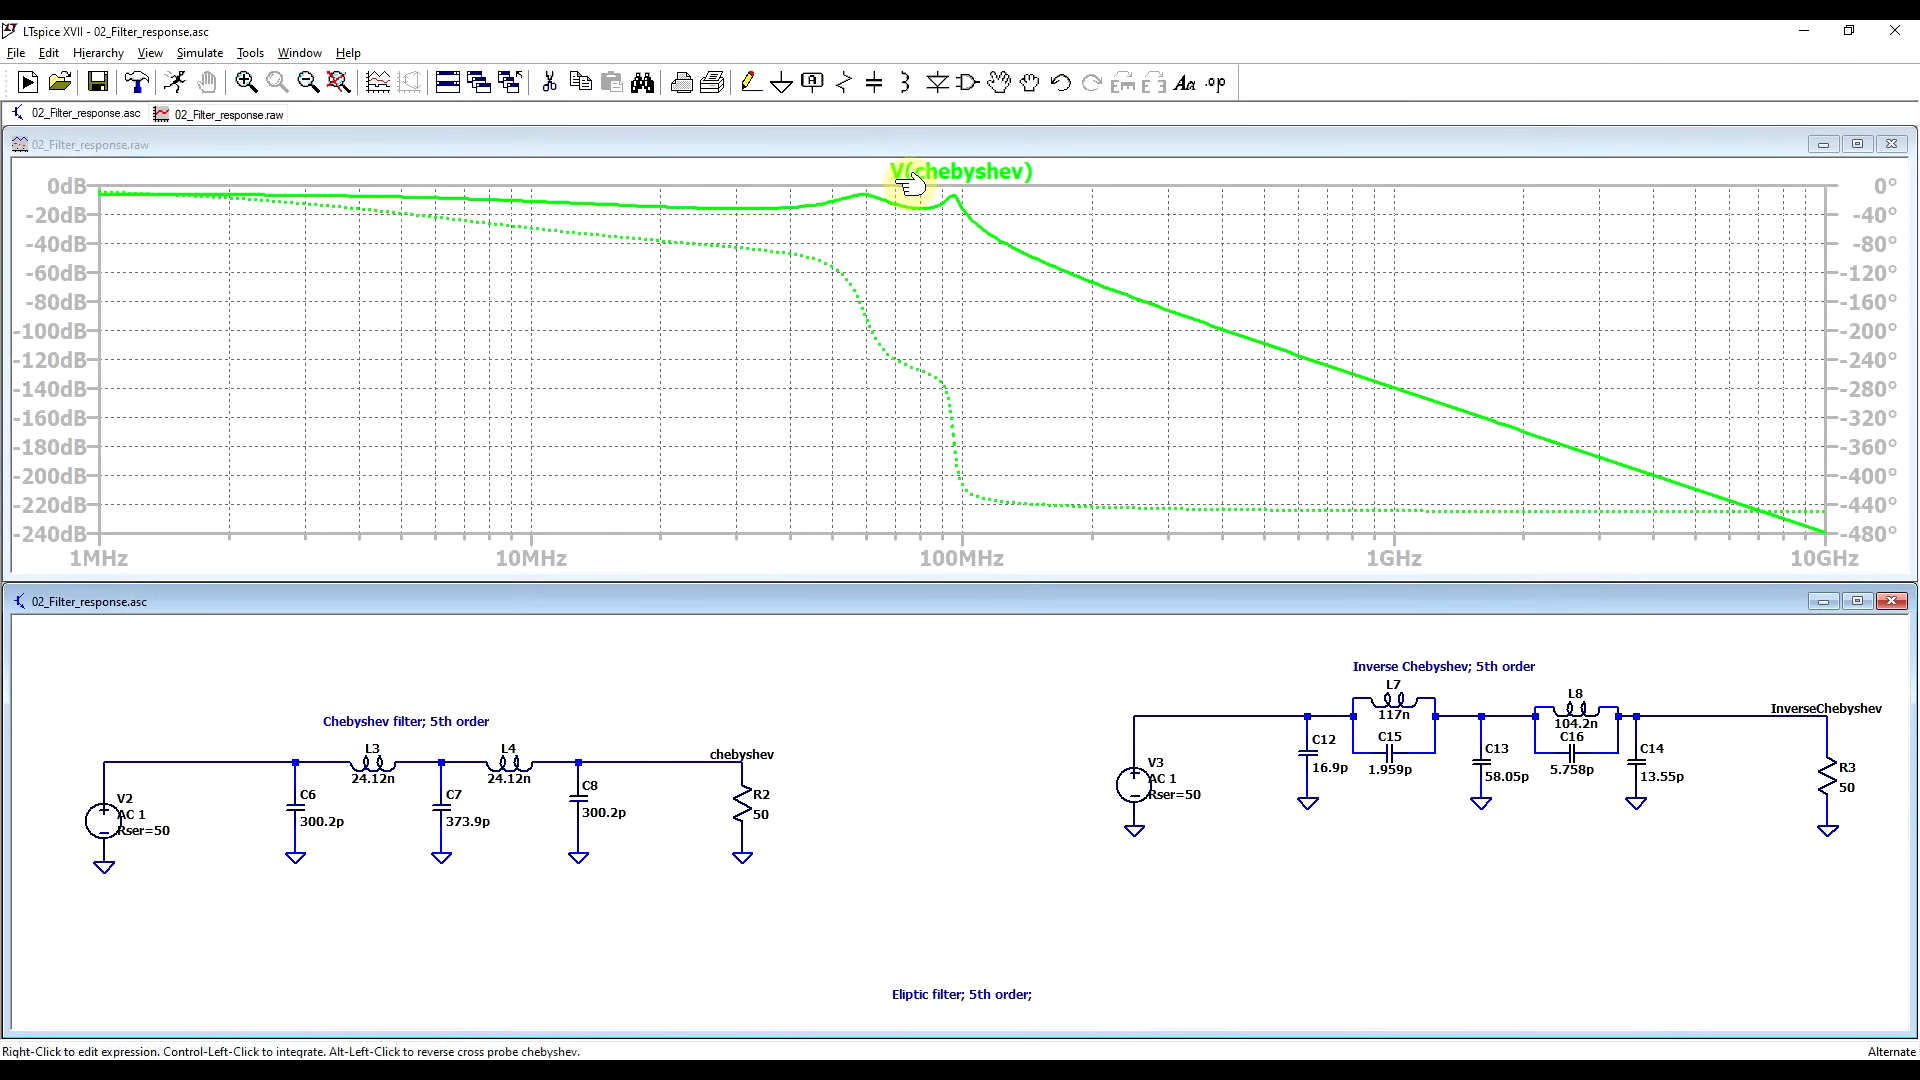 LTspice XVII - 02_Filter_response.asc
File Edit Hierarchy View Simulate Tools Window Help
02_Filter_response.asc 02_Filter_response.raw
02_Filter_response.raw
V(chebyshev)
0dB 0°
-20dB -40°
-40dB -80°
-60dB -120°
-80dB -160°
-100dB -200°
-120dB -240°
-140dB -280°
-160dB -320°
-180dB -360°
-200dB -400°
-220dB -440°
-240dB -480°
1MHz 10MHz 100MHz 1GHz 10GHz
02_Filter_response.asc
Chebyshev filter; 5th order
L3
24.12n
L4
24.12n
chebyshev
V2
AC 1
Rser=50
C6
300.2p
C7
373.9p
C8
300.2p
R2
50
Inverse Chebyshev; 5th order
L7
117n
C15
1.959p
L8
104.2n
C16
5.758p
InverseChebyshev
V3
AC 1
Rser=50
C12
16.9p
C13
58.05p
C14
13.55p
R3
50
Eliptic filter; 5th order;
Right-Click to edit expression. Control-Left-Click to integrate. Alt-Left-Click to reverse cross probe chebyshev. Alternate